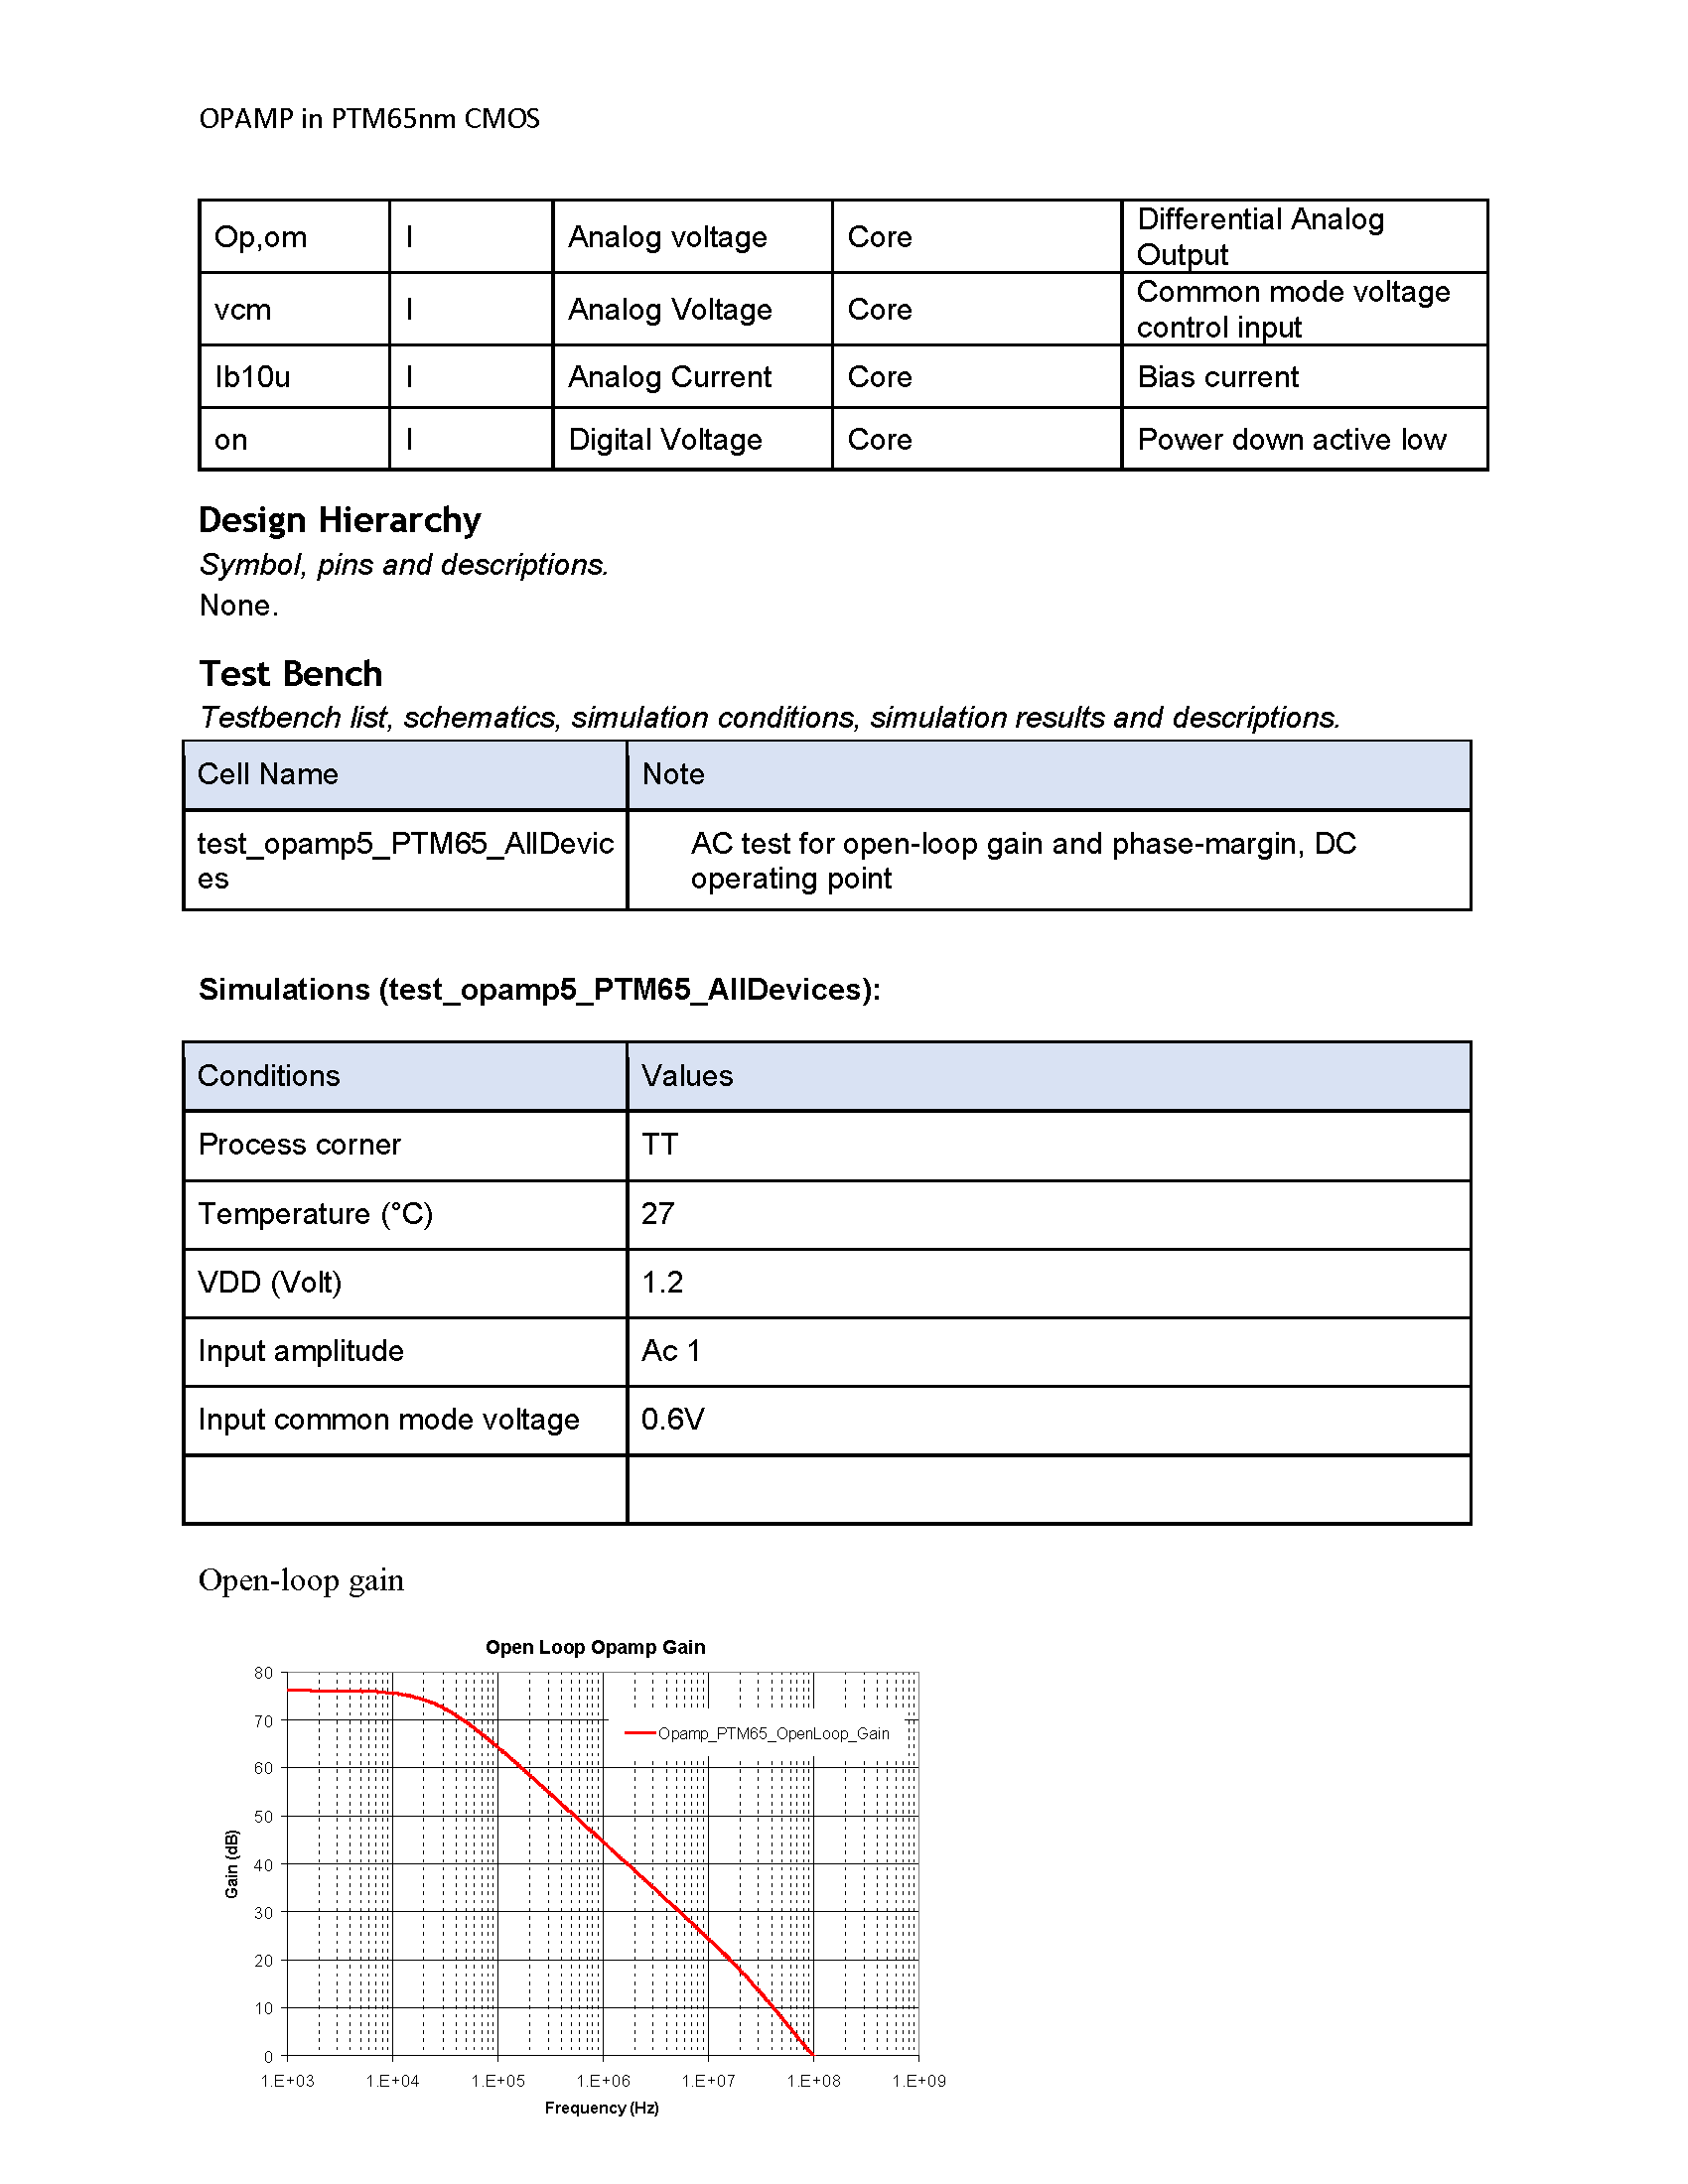 OPAMP in PTM65nm CMOS
Op,om I Analog voltage Core Differential Analog
Output
vcm I Analog Voltage Core Common mode voltage
control input
Ib10u I Analog Current Core Bias current
on I Digital Voltage Core Power down active low
Design Hierarchy
Symbol, pins and descriptions.
None.
Test Bench
Testbench list, schematics, simulation conditions, simulation results and descriptions.
Cell Name Note
test_opamp5_PTM65_AllDevic AC test for open-loop gain and phase-margin, DC
es operating point
Simulations (test_opamp5_PTM65_AllDevices):
Conditions Values
Process corner TT
Temperature (°C) 27
VDD (Volt) 1.2
Input amplitude Ac 1
Input common mode voltage 0.6V
Open-loop gain
Open Loop Opamp Gain
80
70
60
50
40
30
20
10
0
Gain (dB)
Opamp_PTM65_OpenLoop_Gain
1.E+03 1.E+04 1.E+05 1.E+06 1.E+07 1.E+08 1.E+09
Frequency (Hz)